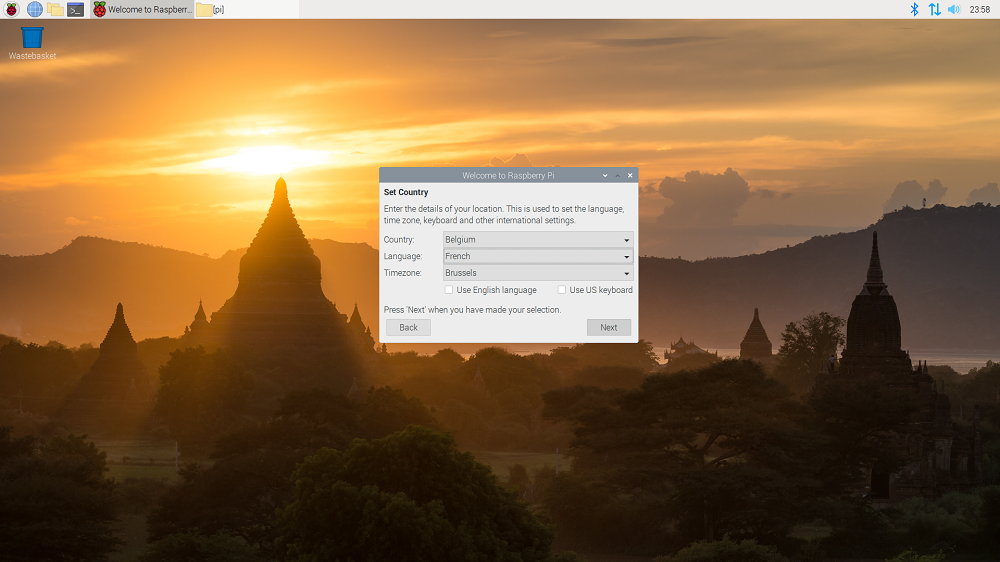 Welcome to Raspberr...
[pi]
23:58
Wastebasket
Welcome to Raspberry Pi
Set Country
Enter the details of your location. This is used to set the language,
time zone, keyboard and other international settings.
Country: Belgium
Language: French
Timezone: Brussels
Use English language Use US keyboard
Press 'Next' when you have made your selection.
Back Next